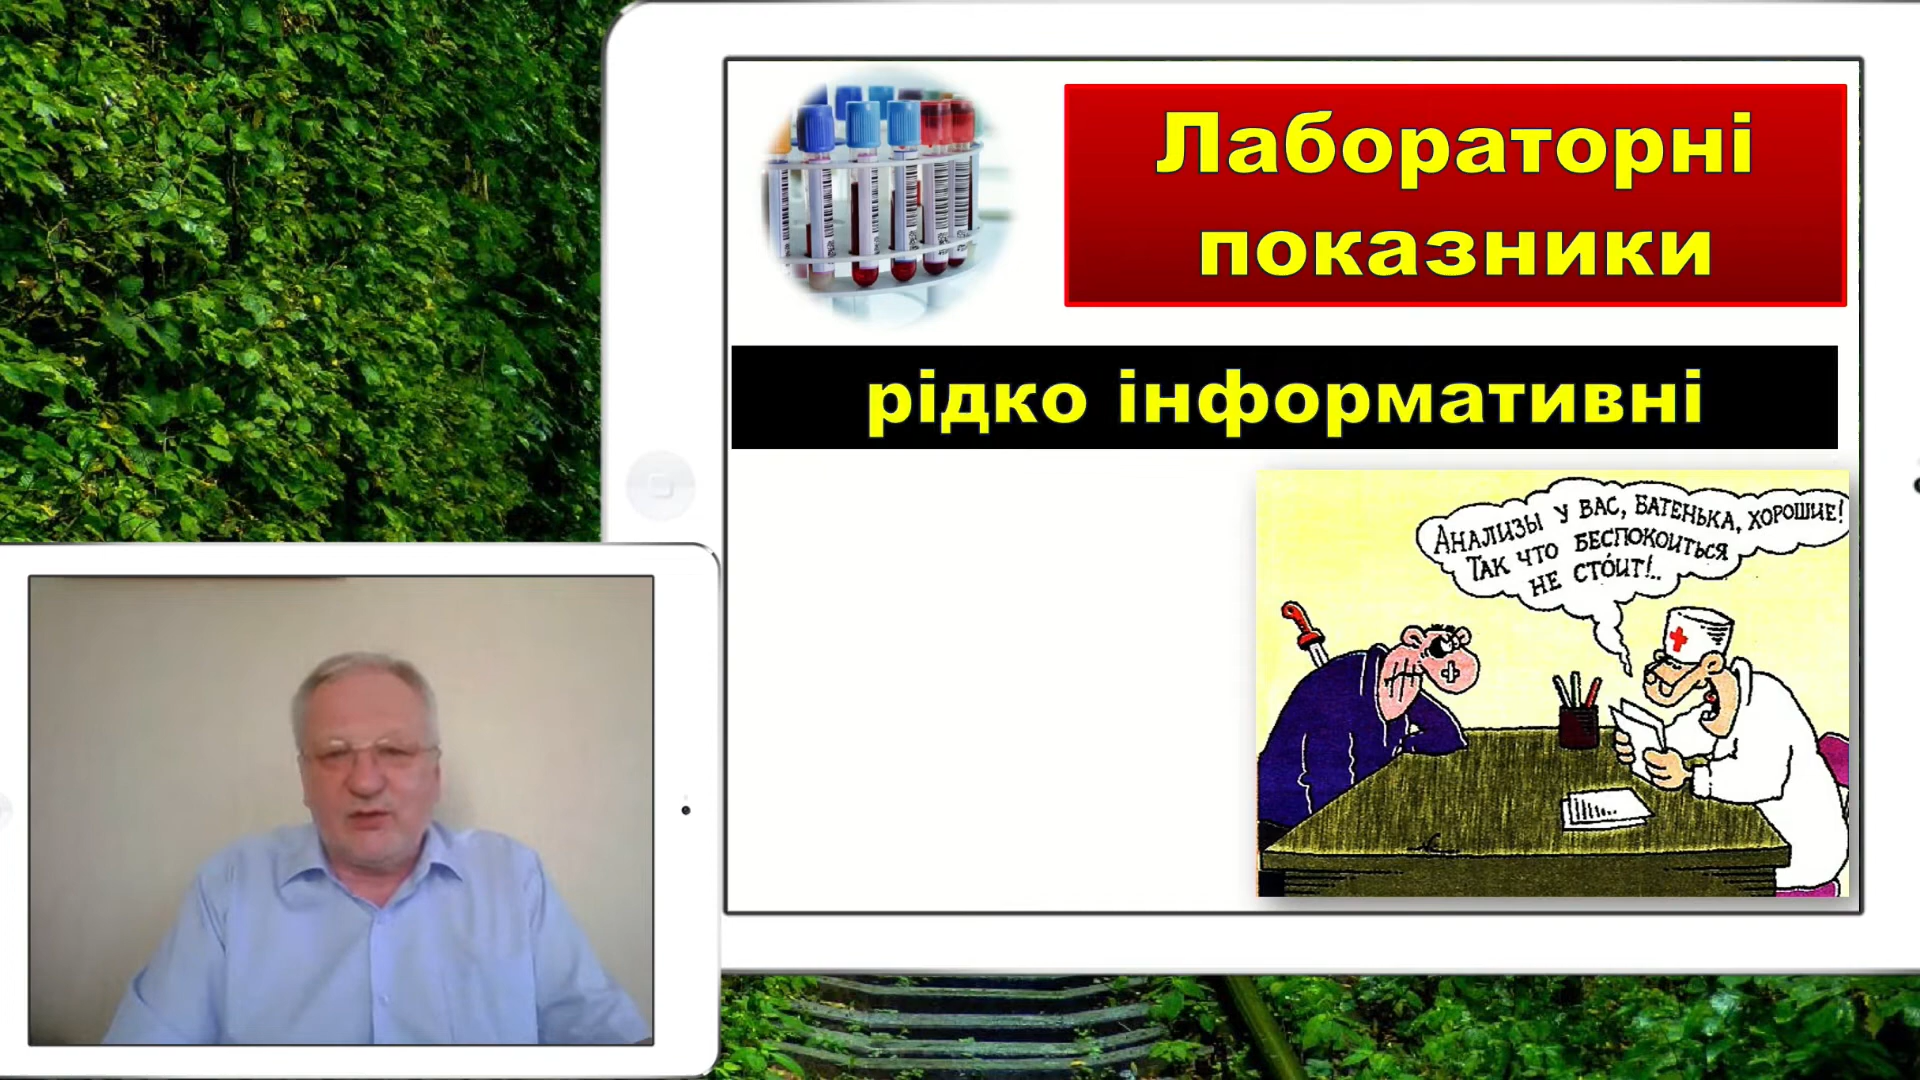 Лабораторні
показники
рідко інформативні
Анализы у вас, батенька, хорошие!
Так что беспокоиться
не стóит!..